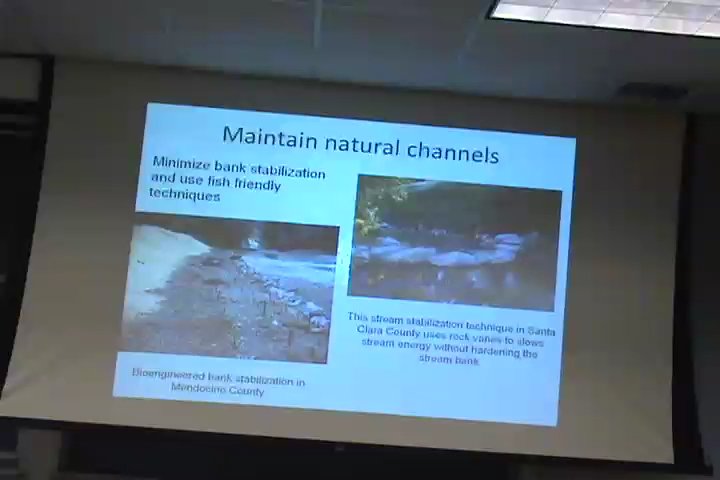 Maintain natural channels
Minimize bank stabilization
and use fish friendly
techniques
This stream stabilization technique in Santa
Clara County uses rock vanes to slows
stream energy without hardening the
stream bank
Bioengineered bank stabilization in
Mendocino County